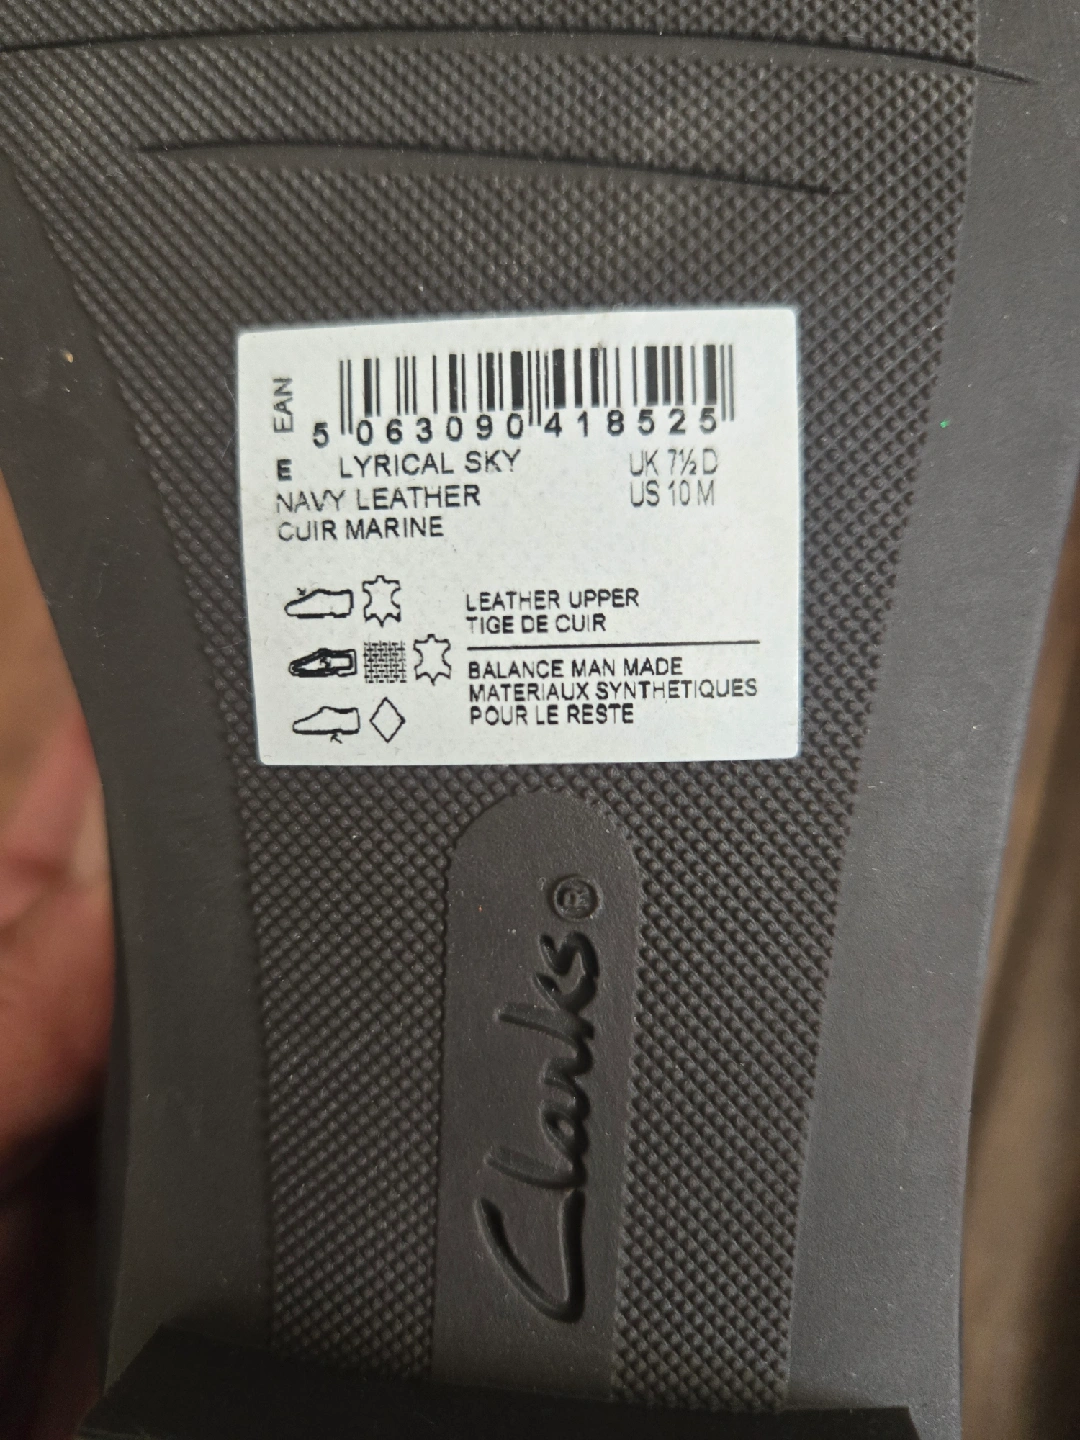 EAN
5 063090 418525
E LYRICAL SKY UK 7½ D
NAVY LEATHER US 10 M
CUIR MARINE
LEATHER UPPER
TIGE DE CUIR
BALANCE MAN MADE
MATERIAUX SYNTHETIQUES
POUR LE RESTE
Clarks®